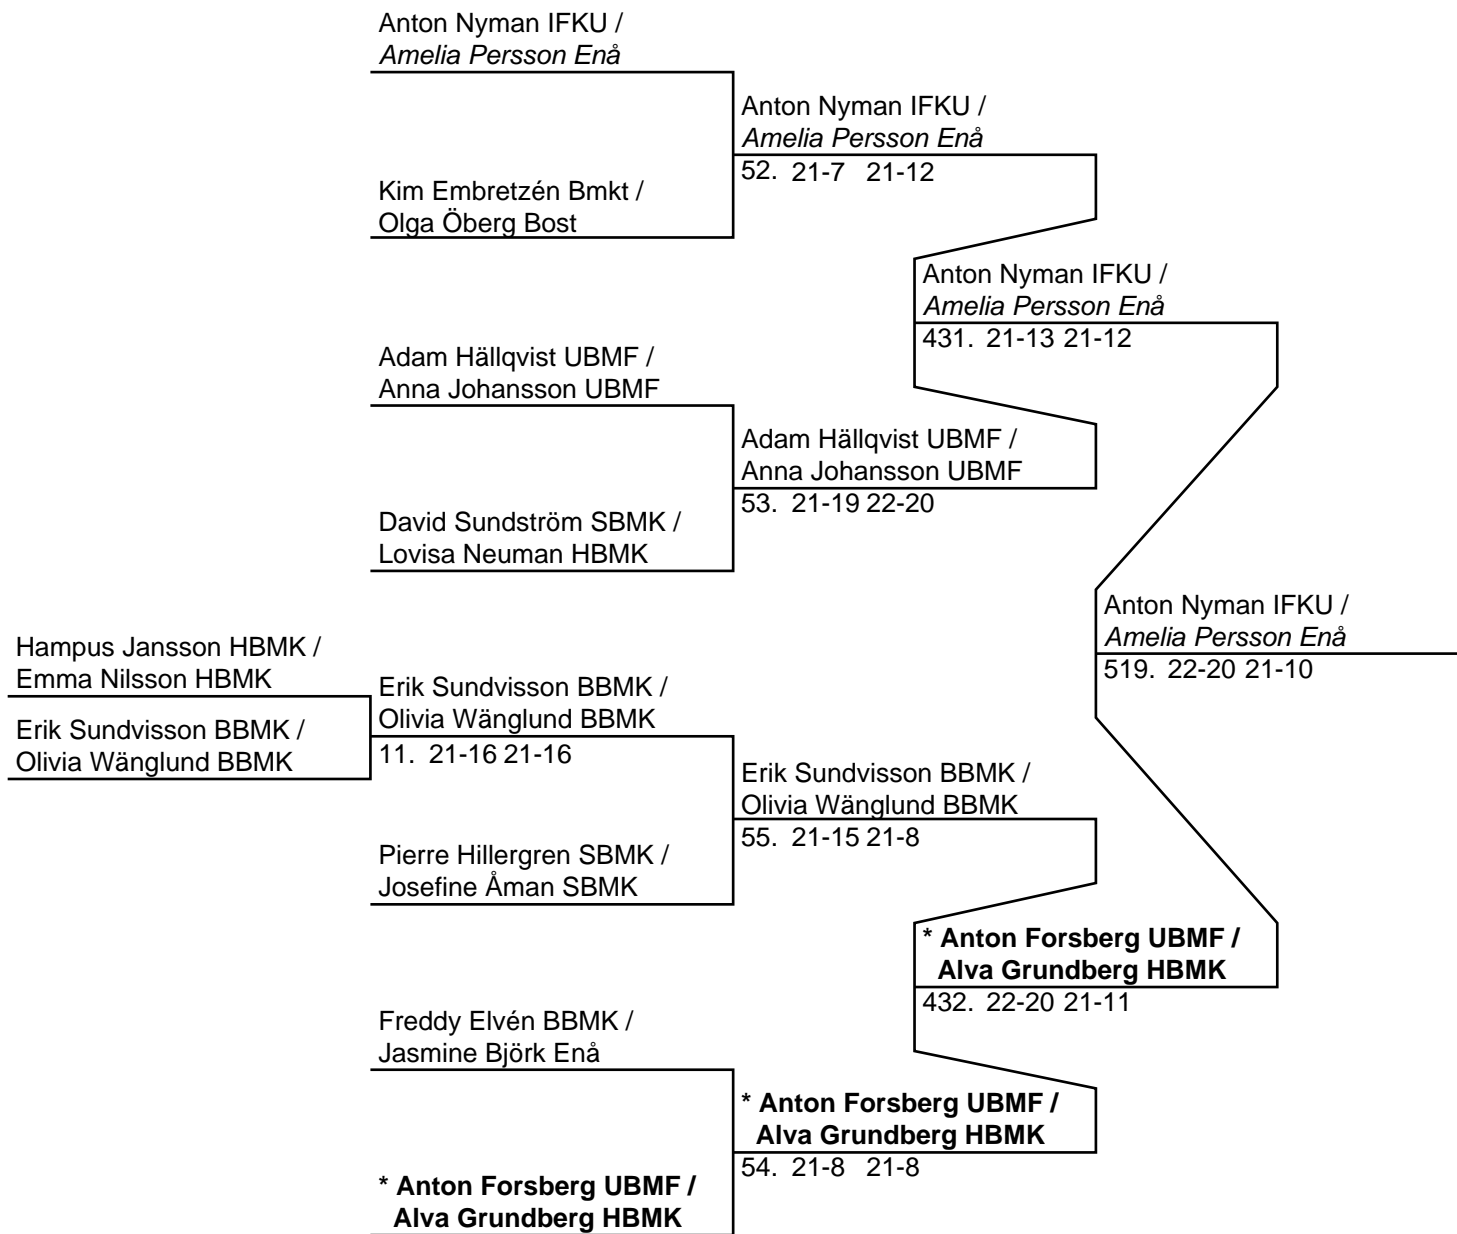 Anton Nyman IFKU /
Amelia Persson Enå
Anton Nyman IFKU /
Amelia Persson Enå
52. 21-7 21-12
Kim Embretzén Bmkt /
Olga Öberg Bost
Anton Nyman IFKU /
Amelia Persson Enå
431. 21-13 21-12
Adam Hällqvist UBMF /
Anna Johansson UBMF
Adam Hällqvist UBMF /
Anna Johansson UBMF
53. 21-19 22-20
David Sundström SBMK /
Lovisa Neuman HBMK
Anton Nyman IFKU /
Amelia Persson Enå
519. 22-20 21-10
Hampus Jansson HBMK /
Emma Nilsson HBMK
Erik Sundvisson BBMK /
Olivia Wänglund BBMK
Erik Sundvisson BBMK /
Olivia Wänglund BBMK
11. 21-16 21-16
Erik Sundvisson BBMK /
Olivia Wänglund BBMK
55. 21-15 21-8
Pierre Hillergren SBMK /
Josefine Åman SBMK
* Anton Forsberg UBMF /
Alva Grundberg HBMK
432. 22-20 21-11
Freddy Elvén BBMK /
Jasmine Björk Enå
* Anton Forsberg UBMF /
Alva Grundberg HBMK
54. 21-8 21-8
* Anton Forsberg UBMF /
Alva Grundberg HBMK